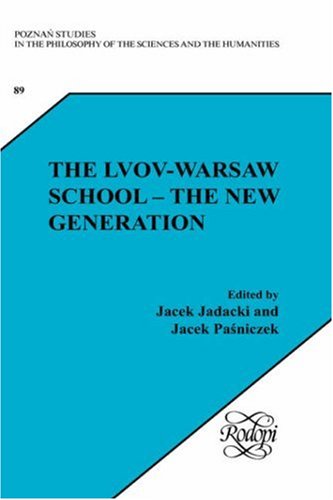 POZNAŃ STUDIES
IN THE PHILOSOPHY OF THE SCIENCES AND THE HUMANITIES
89
THE LVOV-WARSAW
SCHOOL – THE NEW
GENERATION
Edited by
Jacek Jadacki and
Jacek Paśniczek
Rodopi